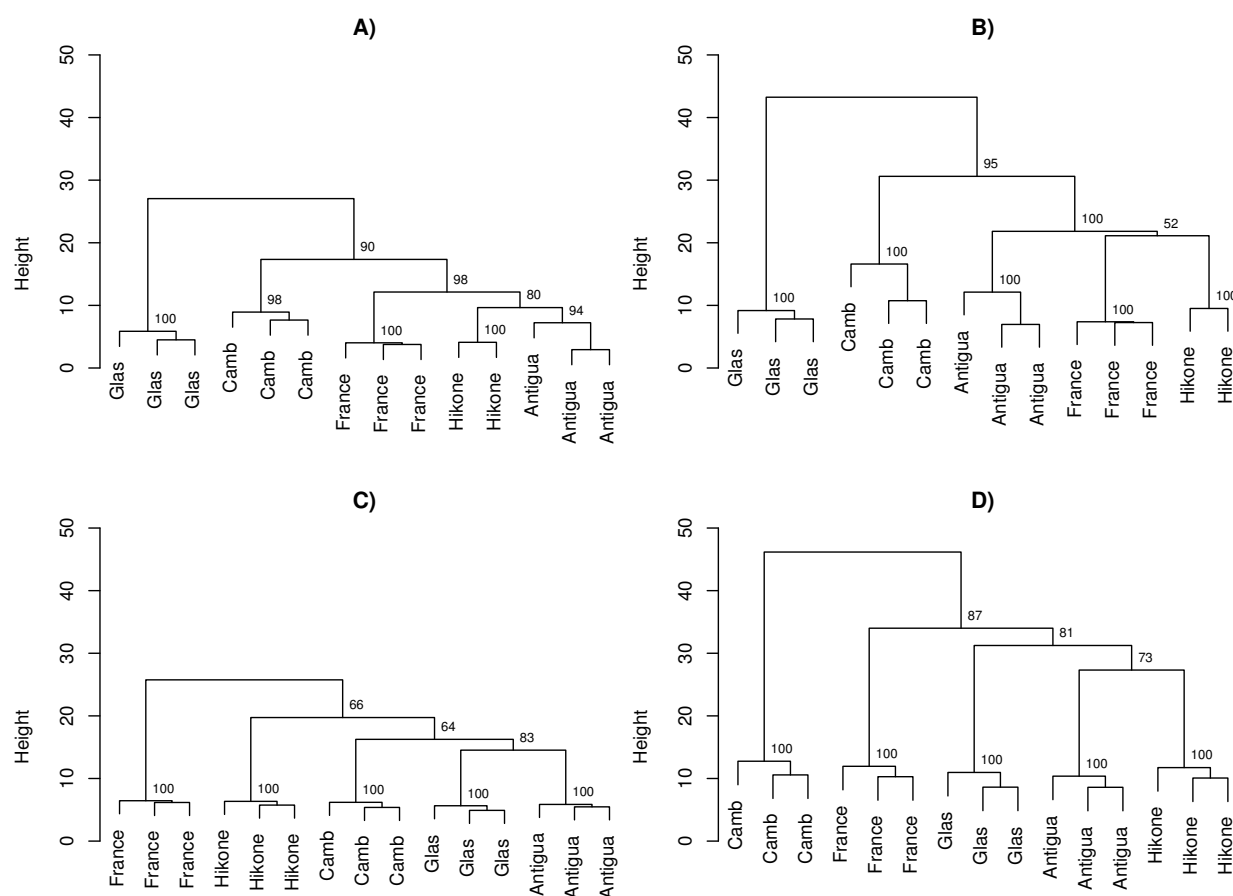 A)
50
40
30
20
10
0
Height
90
98
80
94
100
98
100
100
Glas
Glas
Glas
Camb
Camb
Camb
France
France
France
Hikone
Hikone
Antigua
Antigua
Antigua
B)
50
40
30
20
10
0
Height
95
100
52
100
100
100
100
100
Glas
Glas
Glas
Camb
Camb
Camb
Antigua
Antigua
Antigua
France
France
France
Hikone
Hikone
C)
50
40
30
20
10
0
Height
66
64
83
100
100
100
100
100
France
France
France
Hikone
Hikone
Hikone
Camb
Camb
Camb
Glas
Glas
Glas
Antigua
Antigua
Antigua
D)
50
40
30
20
10
0
Height
87
81
73
100
100
100
100
100
Camb
Camb
Camb
France
France
France
Glas
Glas
Glas
Antigua
Antigua
Antigua
Hikone
Hikone
Hikone